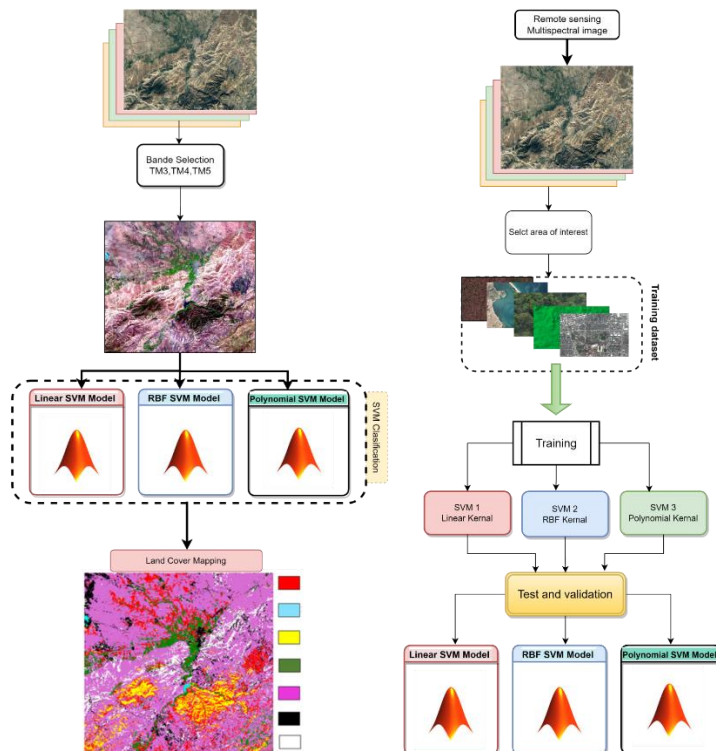 Bande Selection
TM3,TM4,TM5
Linear SVM Model
RBF SVM Model
Polynomial SVM Model
SVM Clasification
Land Cover Mapping
Remote sensing
Multispectral image
Selct area of interest
Training dataset
Training
SVM 1
Linear Kernal
SVM 2
RBF Kernal
SVM 3
Polynomial Kernal
Test and validation
Linear SVM Model
RBF SVM Model
Polynomial SVM Model